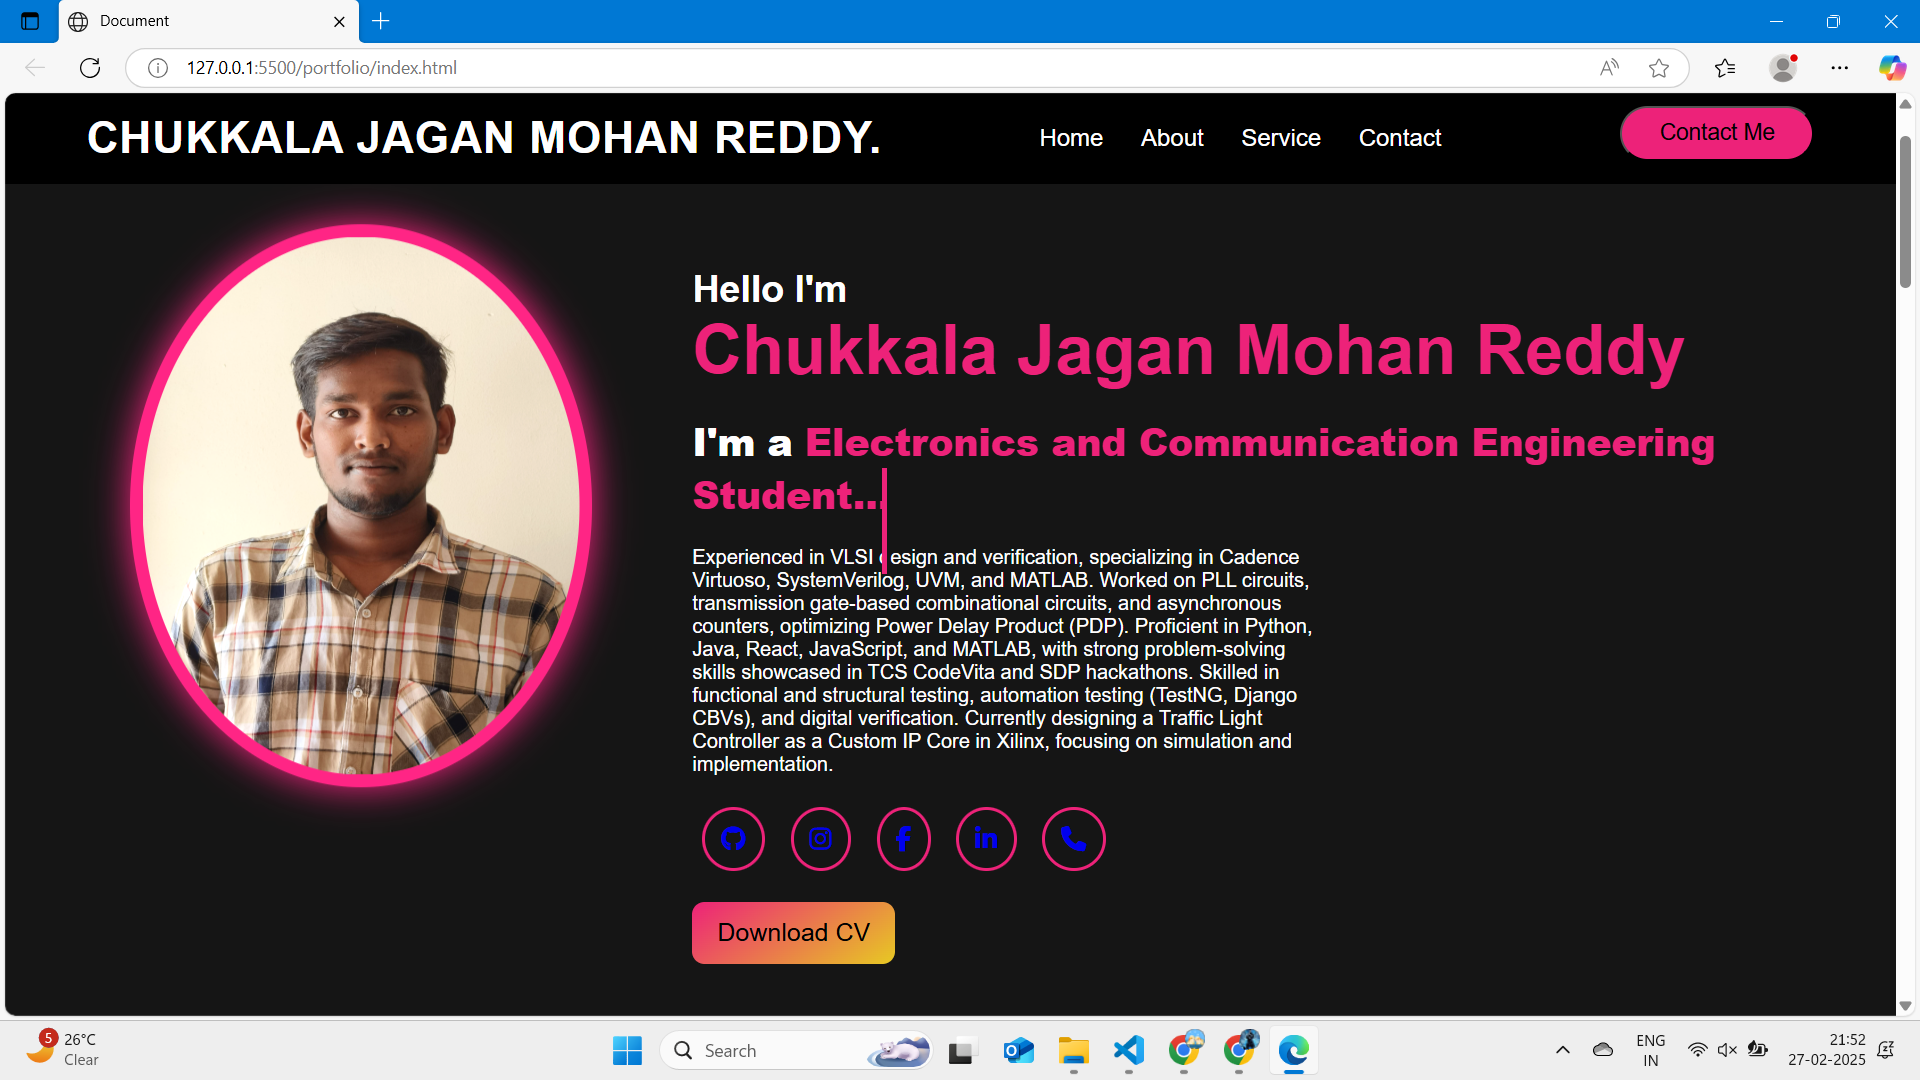 Document
127.0.0.1:5500/portfolio/index.html
CHUKKALA JAGAN MOHAN REDDY.
Home About Service Contact
Contact Me
Hello I'm
Chukkala Jagan Mohan Reddy
I'm a Electronics and Communication Engineering
Student...
Experienced in VLSI design and verification, specializing in Cadence
Virtuoso, SystemVerilog, UVM, and MATLAB. Worked on PLL circuits,
transmission gate-based combinational circuits, and asynchronous
counters, optimizing Power Delay Product (PDP). Proficient in Python,
Java, React, JavaScript, and MATLAB, with strong problem-solving
skills showcased in TCS CodeVita and SDP hackathons. Skilled in
functional and structural testing, automation testing (TestNG, Django
CBVs), and digital verification. Currently designing a Traffic Light
Controller as a Custom IP Core in Xilinx, focusing on simulation and
implementation.
Download CV
5
26°C
Clear
Search
ENG
IN
21:52
27-02-2025